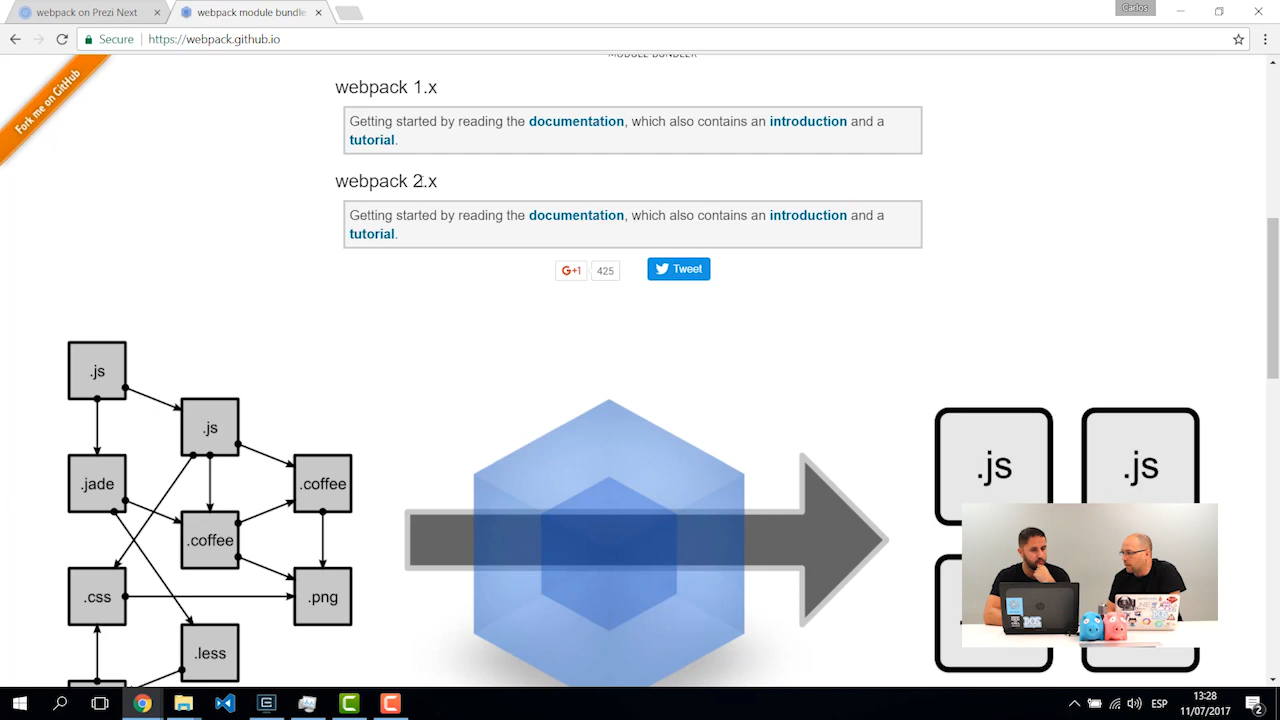 webpack on Prezi Next
webpack module bundle
Carlos
Secure
https://webpack.github.io
Fork me on GitHub
MODULE BUNDLER
webpack 1.x
Getting started by reading the documentation, which also contains an introduction and a
tutorial.
webpack 2.x
Getting started by reading the documentation, which also contains an introduction and a
tutorial.
G+1
425
Tweet
.js
.js
.jade
.coffee
.coffee
.css
.png
.less
.js
.js
ESP
13:28
11/07/2017
2